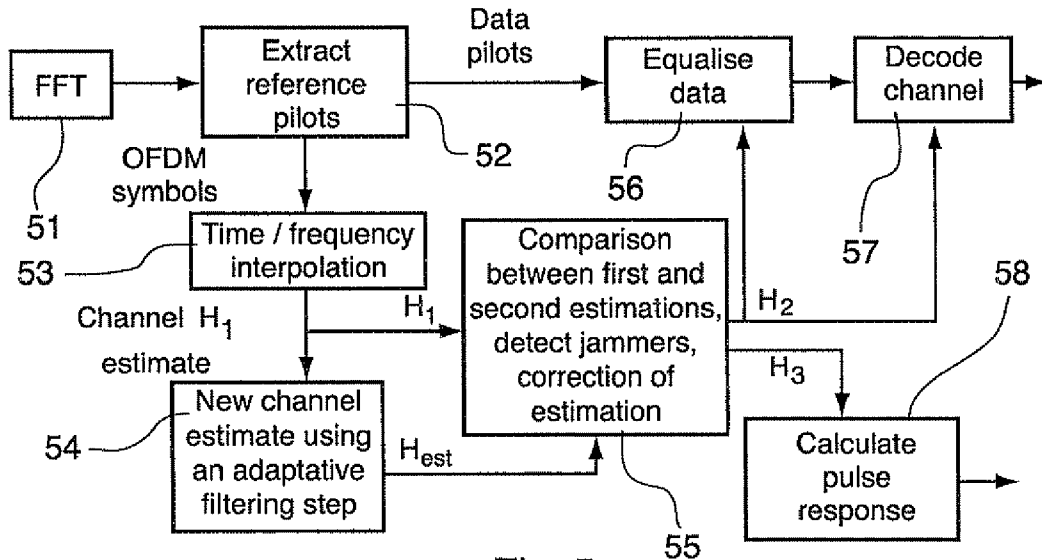 FFT
51
Extract
reference
pilots
52
Data
pilots
Equalise
data
56
Decode
channel
57
OFDM
symbols
Time / frequency
interpolation
53
Channel H1
estimate
H1
New channel
estimate using
an adaptative
filtering step
54
Hest
Comparison
between first and
second estimations,
detect jammers,
correction of
estimation
55
H2
H3
58
Calculate
pulse
response